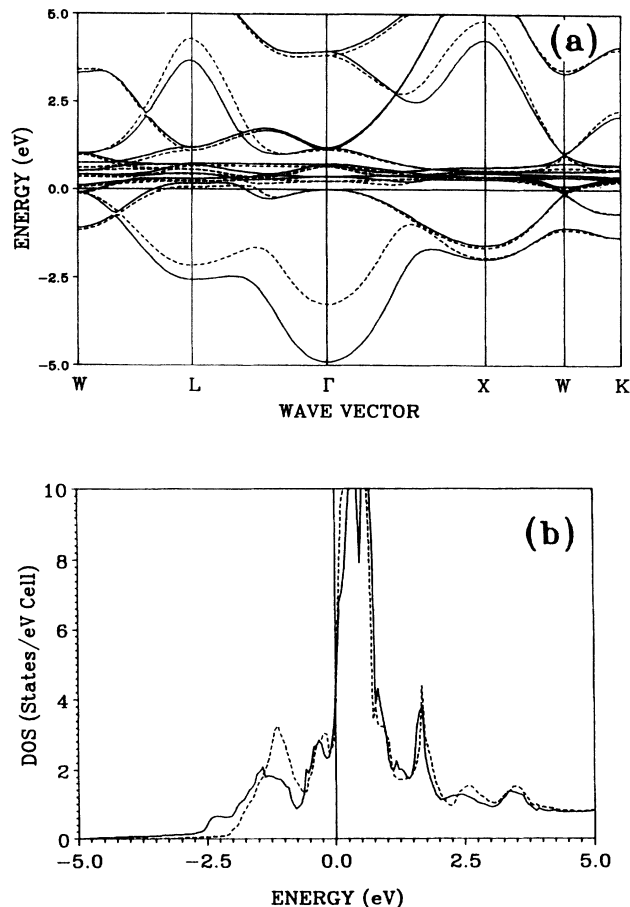 5.0
2.5
0.0
-2.5
-5.0
ENERGY (eV)
(a)
W L Γ X W K
WAVE VECTOR
10
8
6
4
2
0
DOS (States/eV Cell)
(b)
-5.0 -2.5 0.0 2.5 5.0
ENERGY (eV)